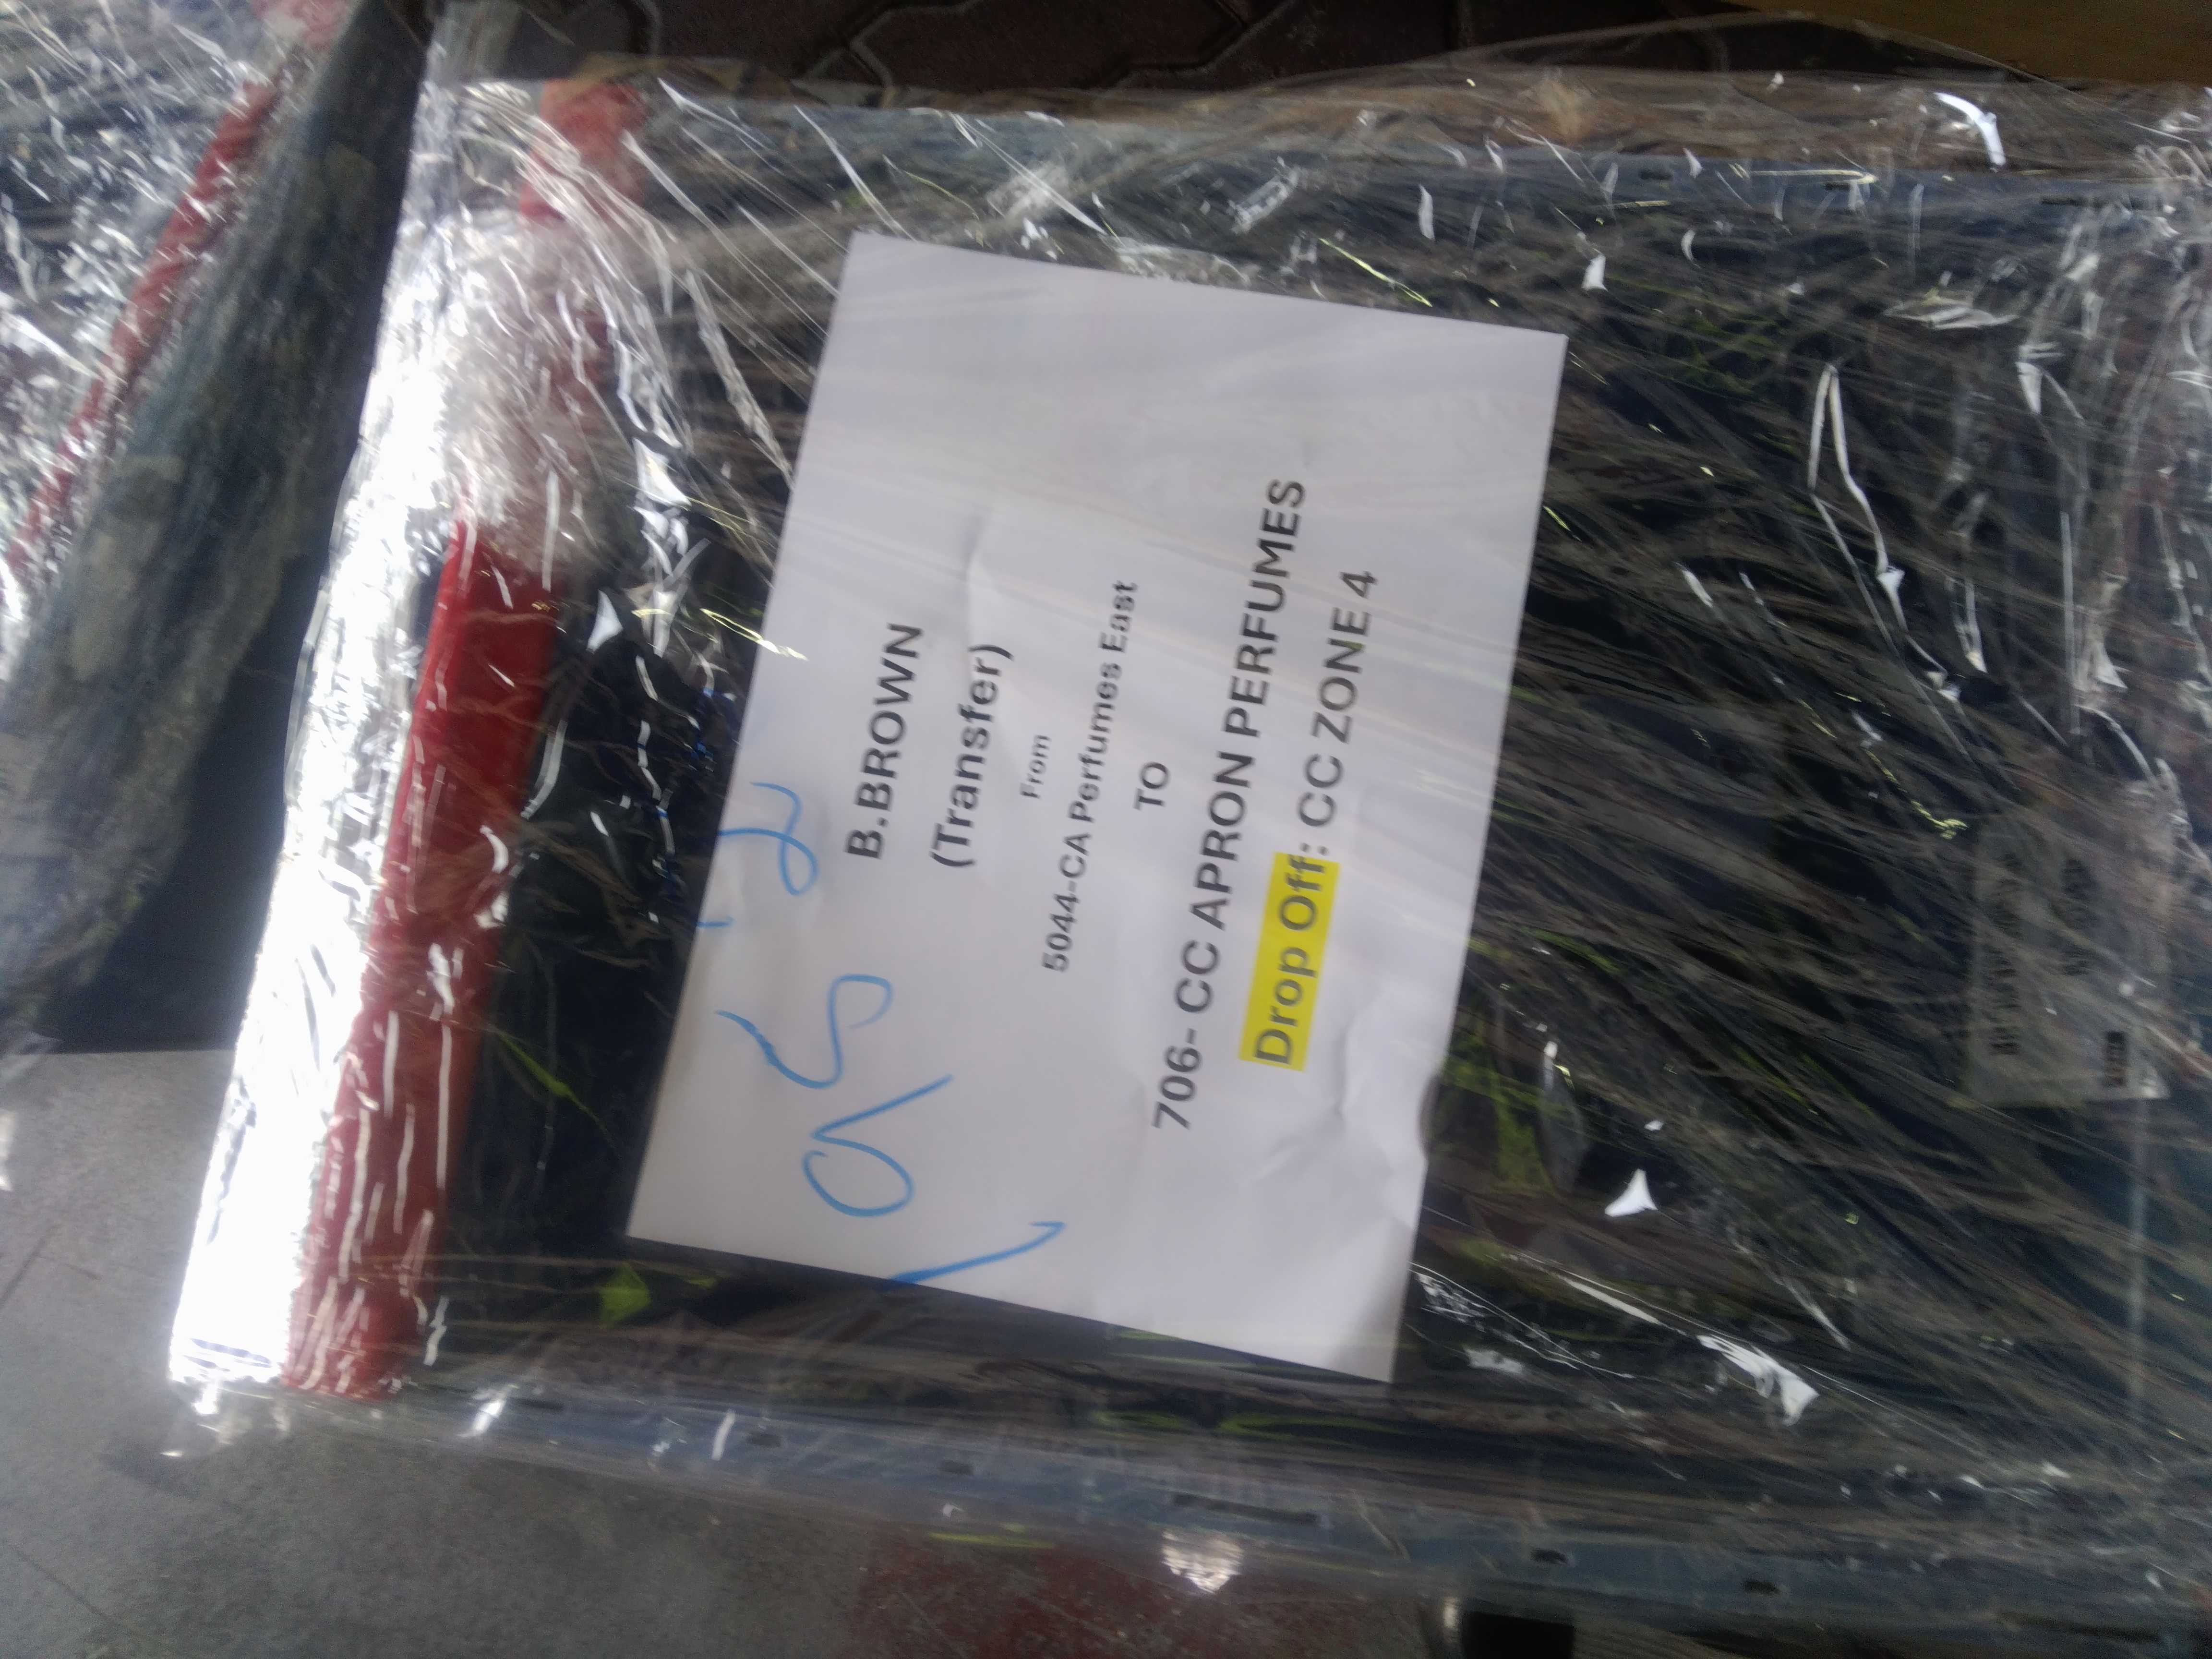 B.BROWN
(Transfer)
From
5044-CA Perfumes East
TO
706- CC APRON PERFUMES
Drop Off: CC ZONE 4